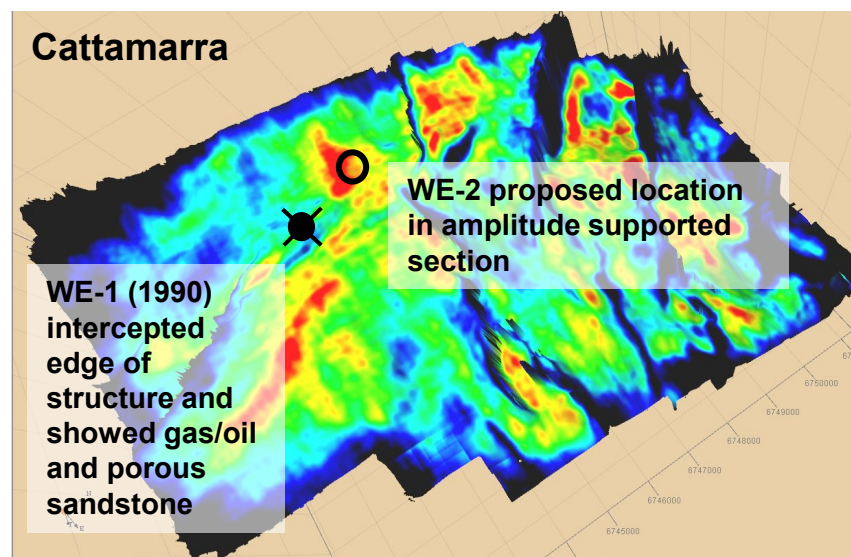 Cattamarra
WE-2 proposed location
in amplitude supported
section
WE-1 (1990)
intercepted
edge of
structure and
showed gas/oil
and porous
sandstone
6750000
6749000
6748000
6747000
6746000
6745000